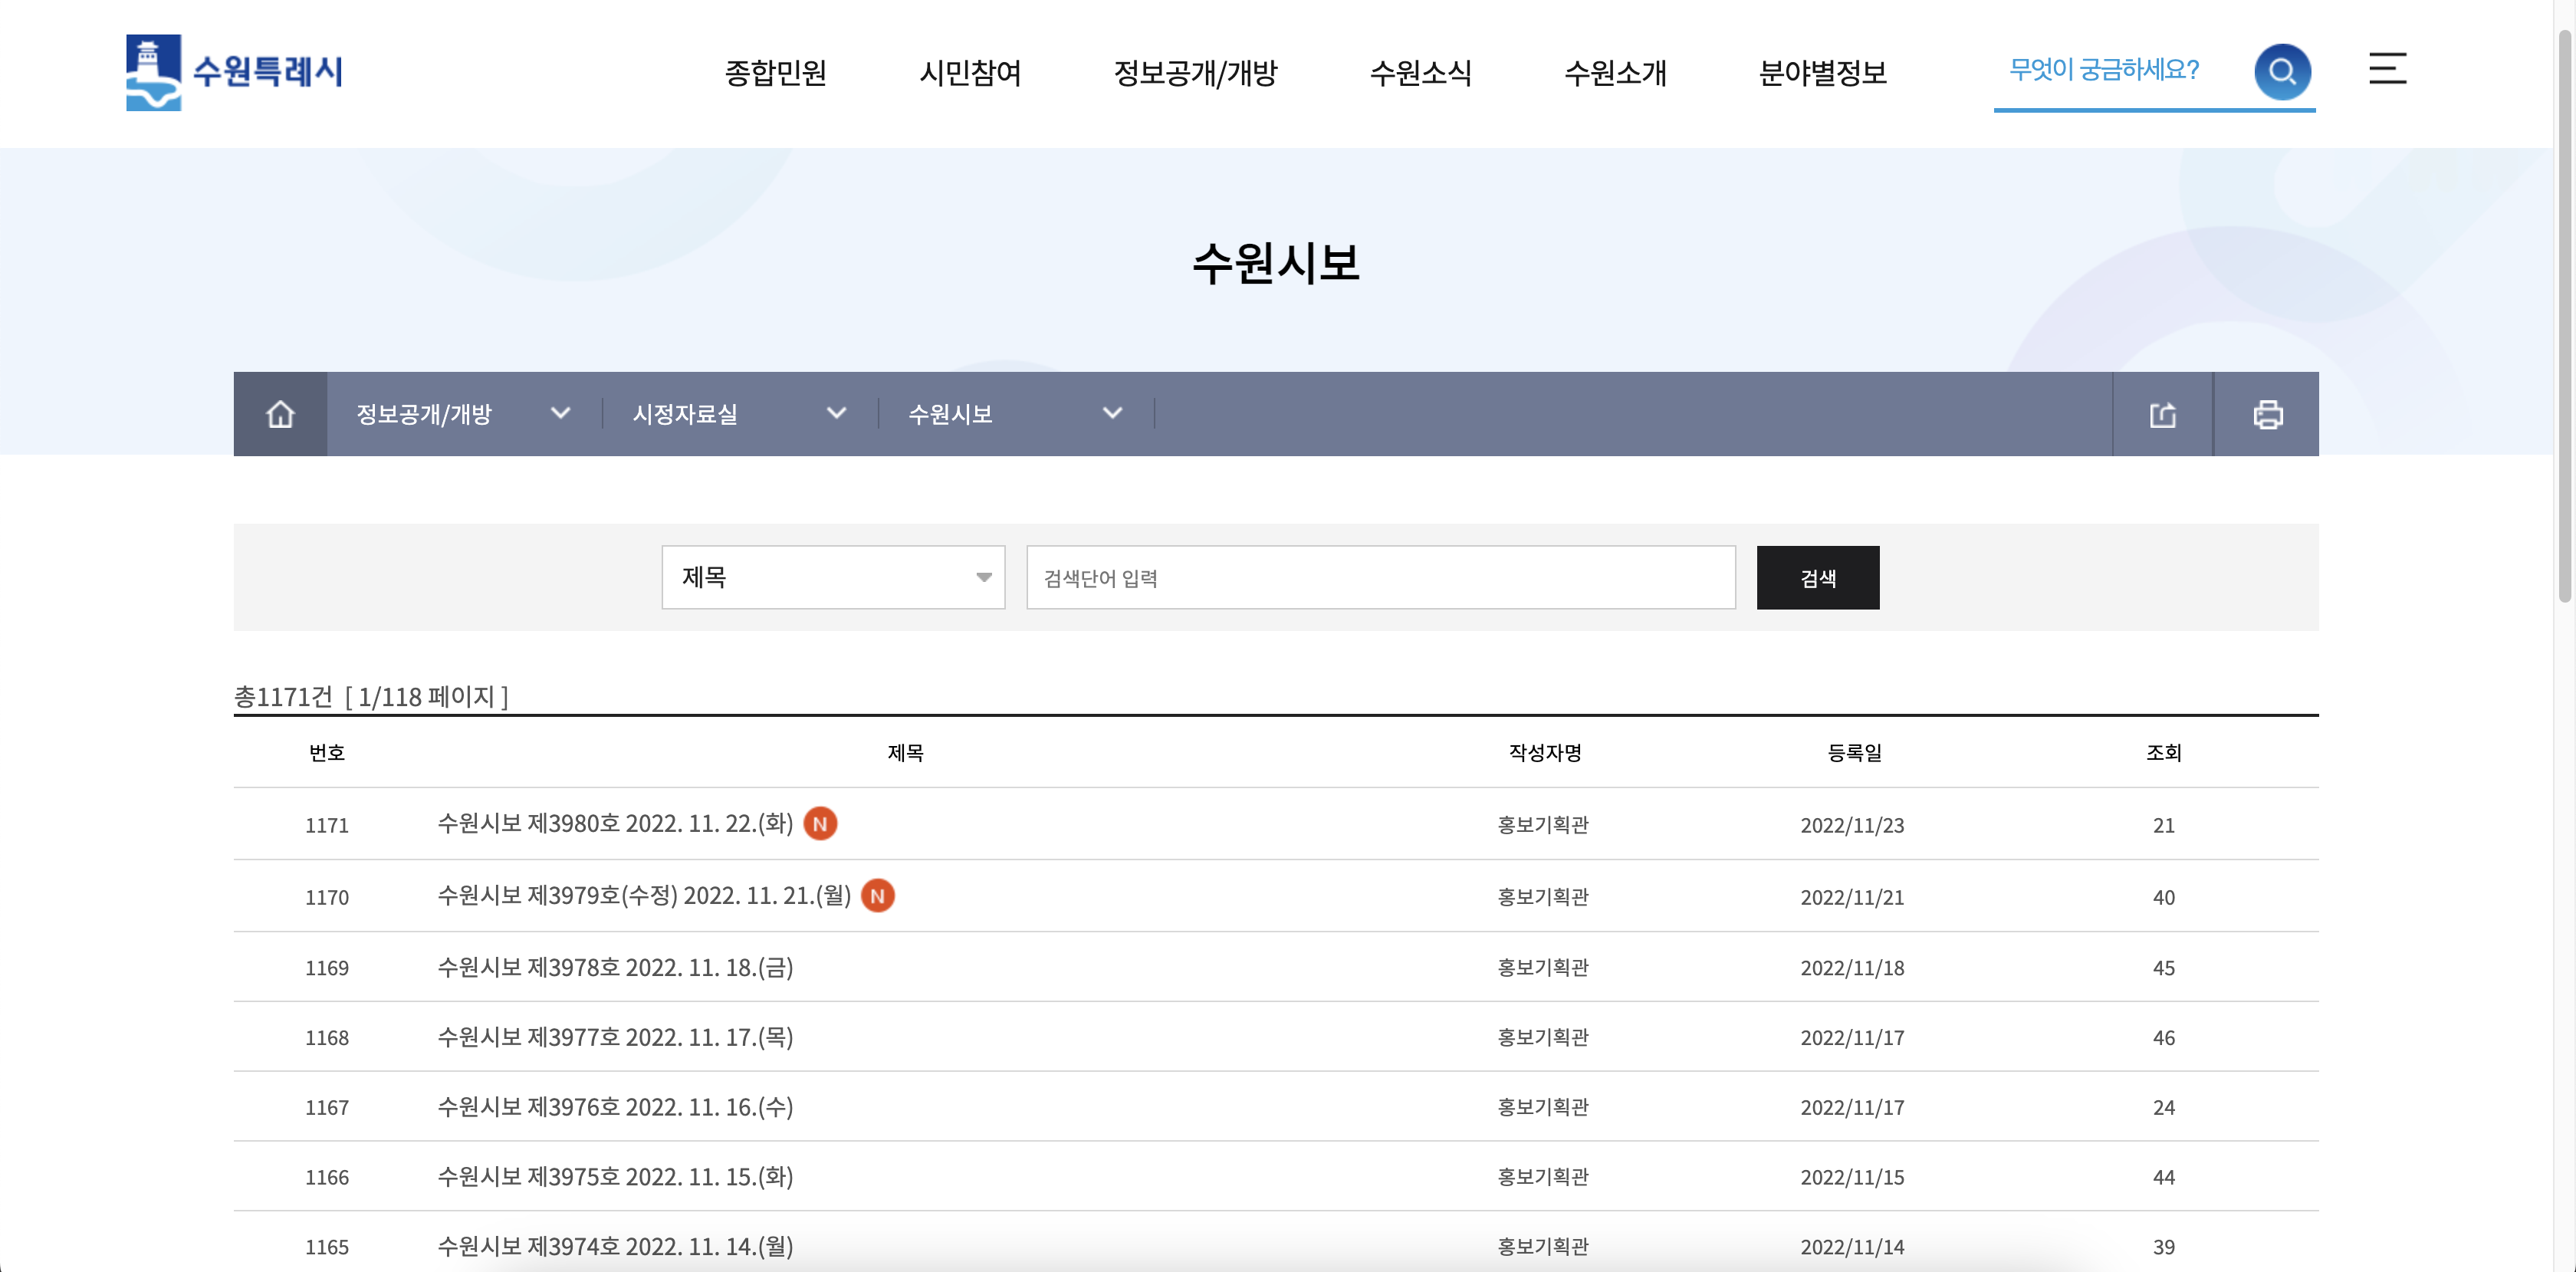 수원특례시 종합민원 시민참여 정보공개/개방 수원소식 수원소개 분야별정보 무엇이 궁금하세요?
수원시보
정보공개/개방 시정자료실 수원시보
제목 검색단어 입력 검색
총1171건 [ 1/118 페이지 ]
번호 제목 작성자명 등록일 조회
1171 수원시보 제3980호 2022. 11. 22.(화) N 홍보기획관 2022/11/23 21
1170 수원시보 제3979호(수정) 2022. 11. 21.(월) N 홍보기획관 2022/11/21 40
1169 수원시보 제3978호 2022. 11. 18.(금) 홍보기획관 2022/11/18 45
1168 수원시보 제3977호 2022. 11. 17.(목) 홍보기획관 2022/11/17 46
1167 수원시보 제3976호 2022. 11. 16.(수) 홍보기획관 2022/11/17 24
1166 수원시보 제3975호 2022. 11. 15.(화) 홍보기획관 2022/11/15 44
1165 수원시보 제3974호 2022. 11. 14.(월) 홍보기획관 2022/11/14 39